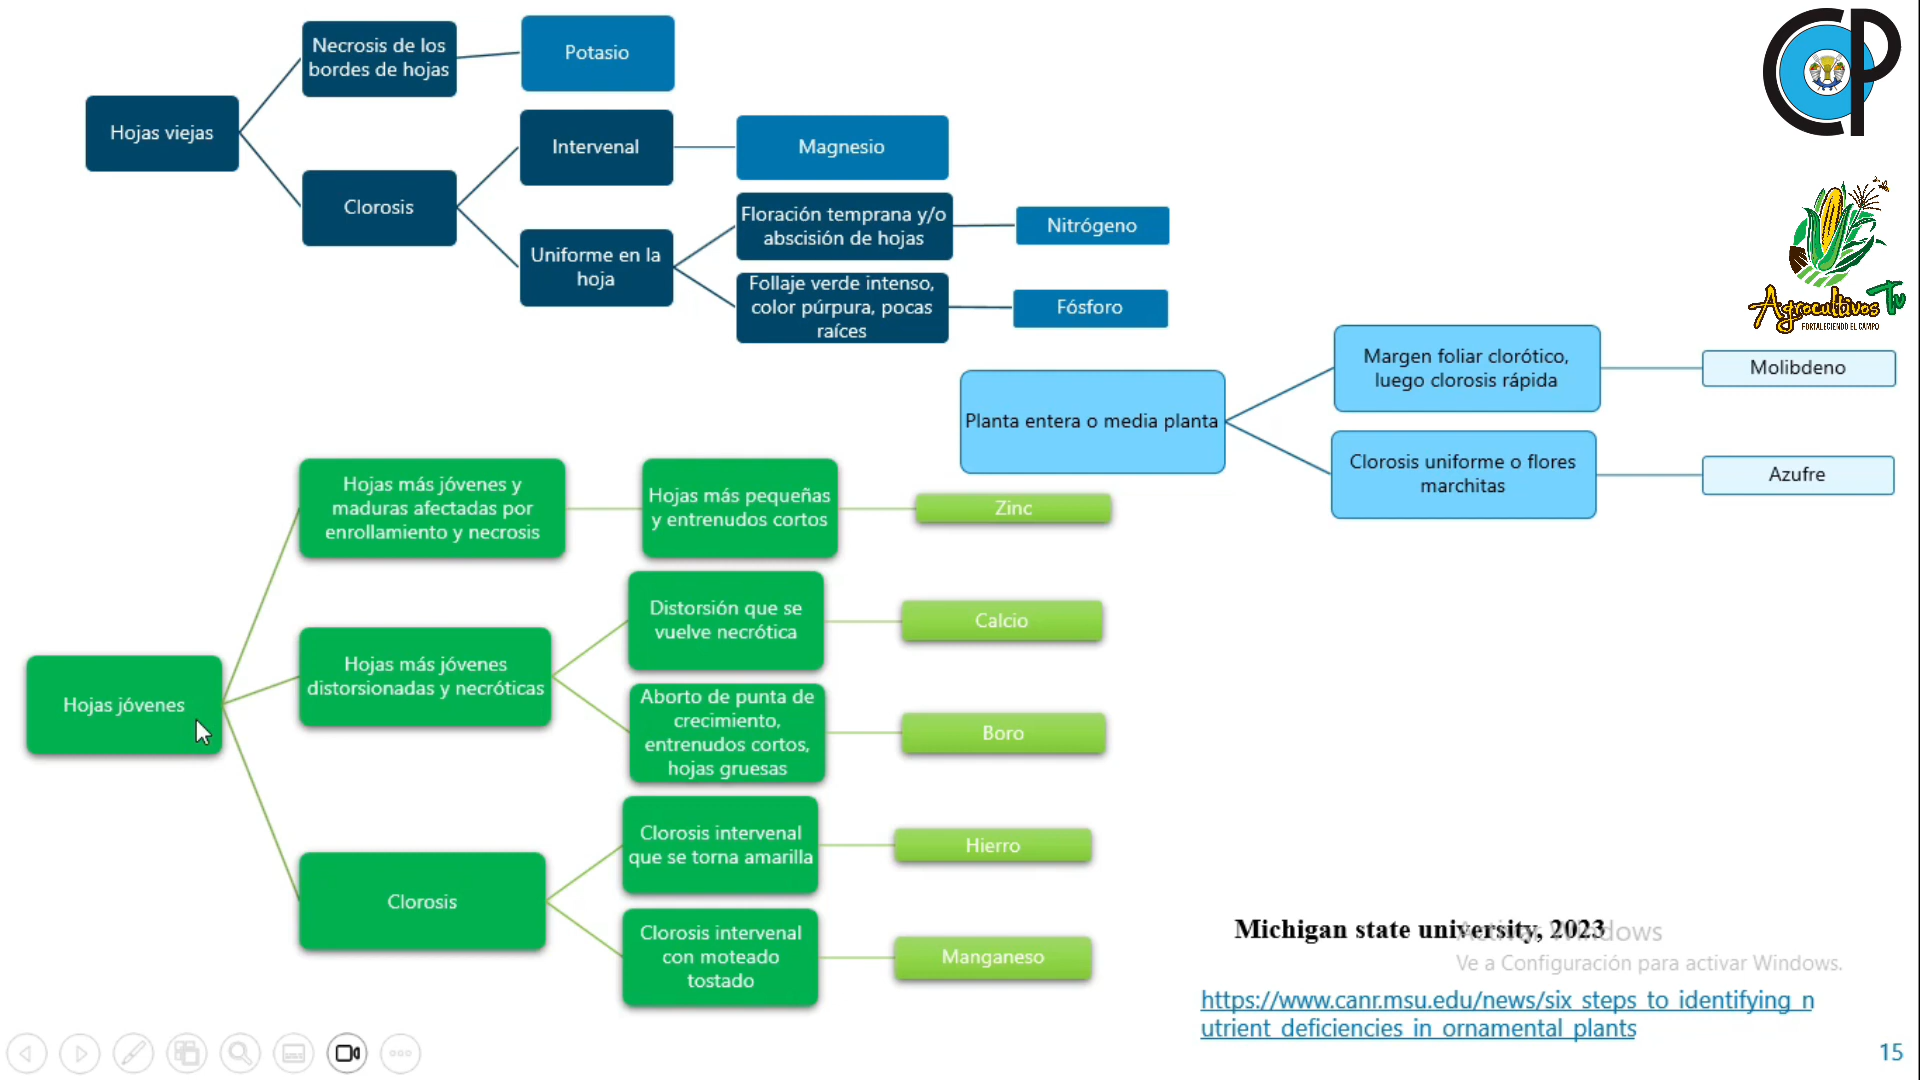 Hojas viejas
Necrosis de los
bordes de hojas
Potasio
Clorosis
Intervenal
Magnesio
Uniforme en la
hoja
Floración temprana y/o
abscisión de hojas
Nitrógeno
Follaje verde intenso,
color púrpura, pocas
raíces
Fósforo
CP
Agrocultivos Tv
FORTALECIENDO EL CAMPO
Planta entera o media planta
Margen foliar clorótico,
luego clorosis rápida
Molibdeno
Clorosis uniforme o flores
marchitas
Azufre
Hojas jóvenes
Hojas más jóvenes y
maduras afectadas por
enrollamiento y necrosis
Hojas más pequeñas
y entrenudos cortos
Zinc
Hojas más jóvenes
distorsionadas y necróticas
Distorsión que se
vuelve necrótica
Calcio
Aborto de punta de
crecimiento,
entrenudos cortos,
hojas gruesas
Boro
Clorosis
Clorosis intervenal
que se torna amarilla
Hierro
Clorosis intervenal
con moteado
tostado
Manganeso
Michigan state university, 2023
Activar Windows
Ve a Configuración para activar Windows.
https://www.canr.msu.edu/news/six_steps_to_identifying_n
utrient_deficiencies_in_ornamental_plants
15